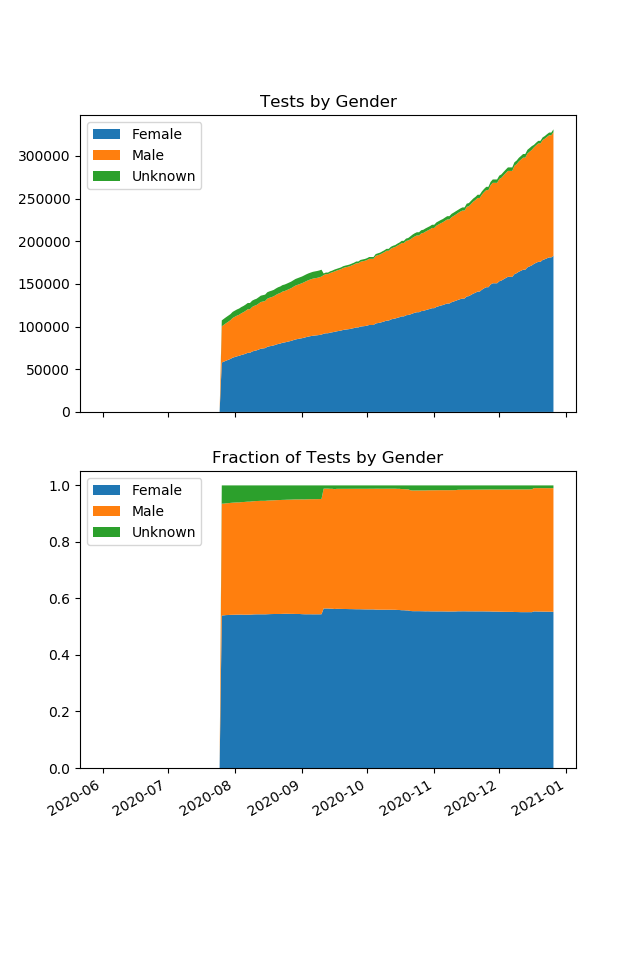 Tests by Gender
Female
Male
Unknown
300000
250000
200000
150000
100000
50000
0
Fraction of Tests by Gender
Female
Male
Unknown
1.0
0.8
0.6
0.4
0.2
0.0
2020-06 2020-07 2020-08 2020-09 2020-10 2020-11 2020-12 2021-01